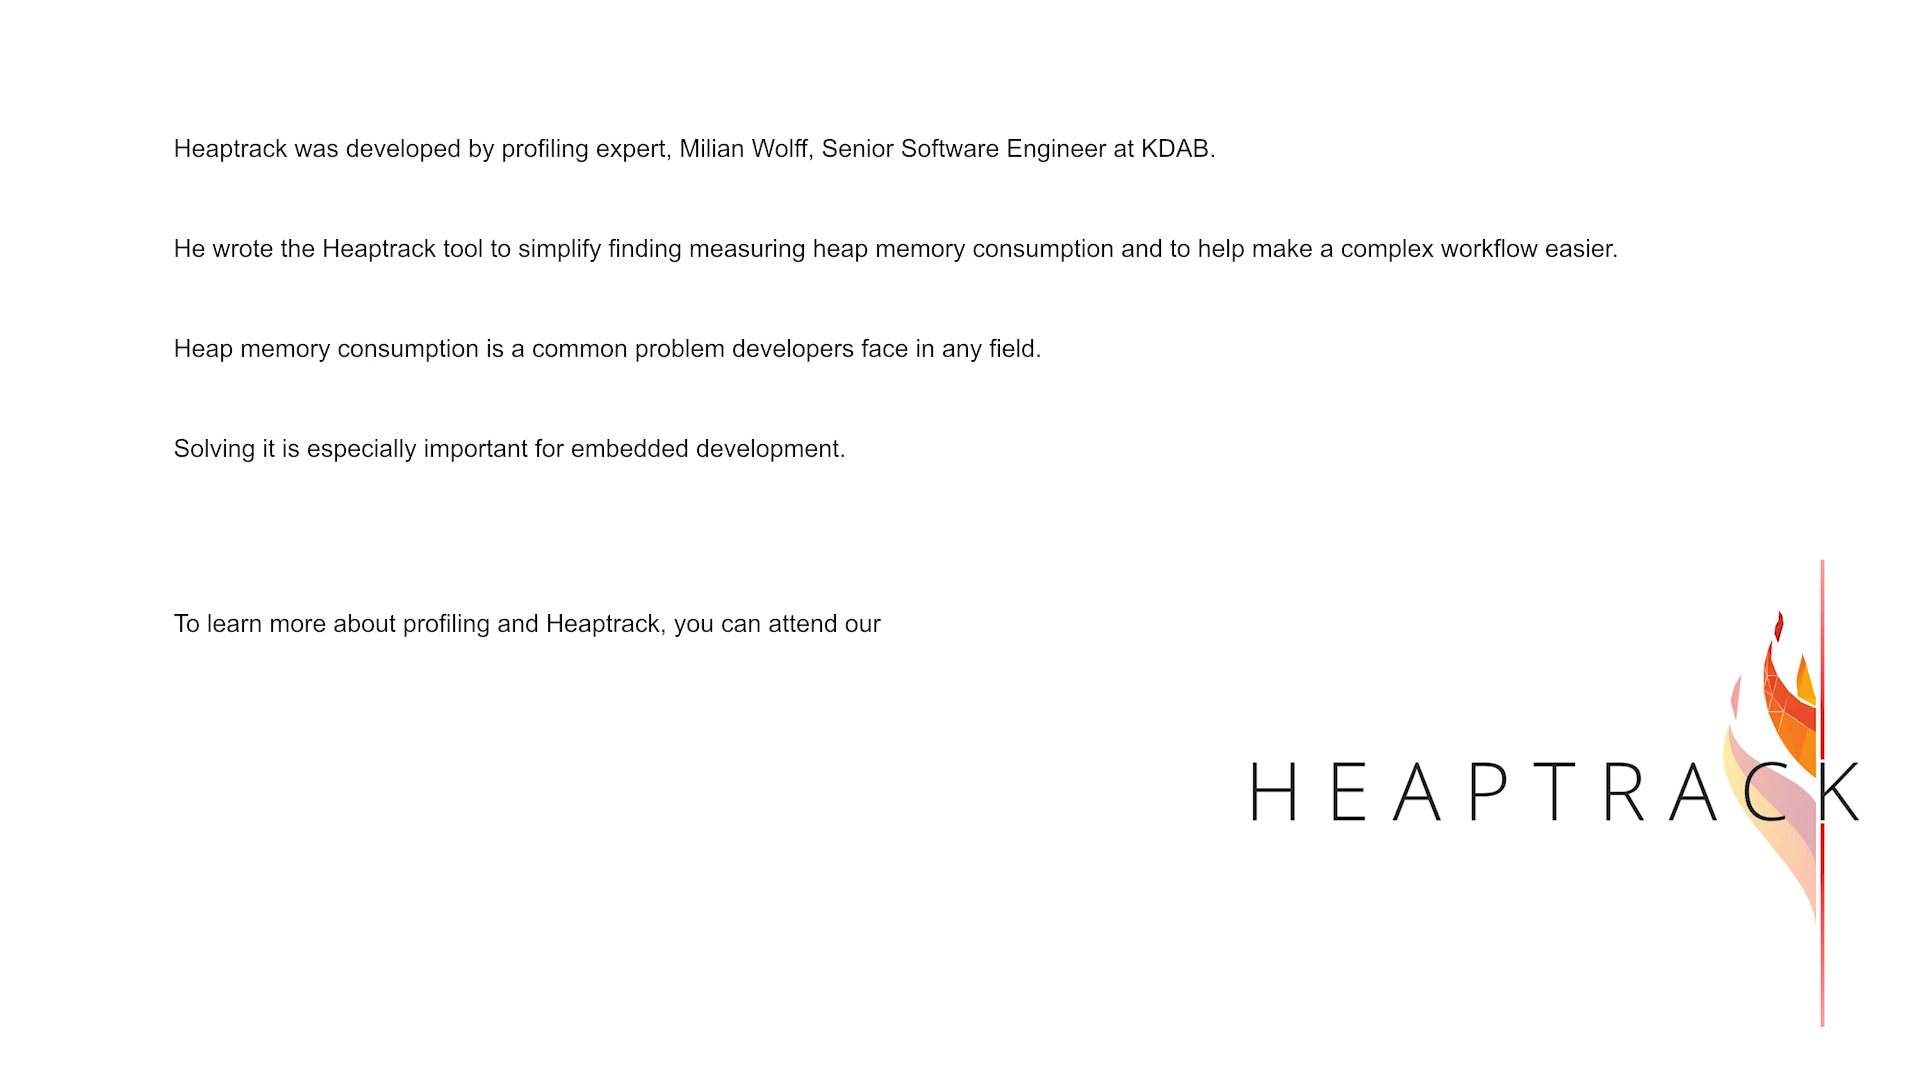 Heaptrack was developed by profiling expert, Milian Wolff, Senior Software Engineer at KDAB.
He wrote the Heaptrack tool to simplify finding measuring heap memory consumption and to help make a complex workflow easier.
Heap memory consumption is a common problem developers face in any field.
Solving it is especially important for embedded development.
To learn more about profiling and Heaptrack, you can attend our
HEAPTRACK